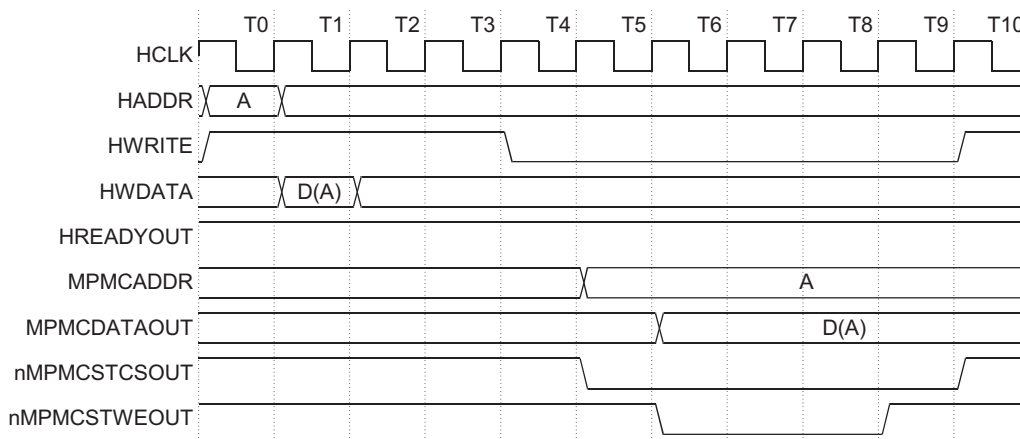 T0 T1 T2 T3 T4 T5 T6 T7 T8 T9 T10
HCLK
HADDR A
HWRITE
HWDATA D(A)
HREADYOUT
MPMCADDR A
MPMCDATAOUT D(A)
nMPMCSTCSOUT
nMPMCSTWEOUT